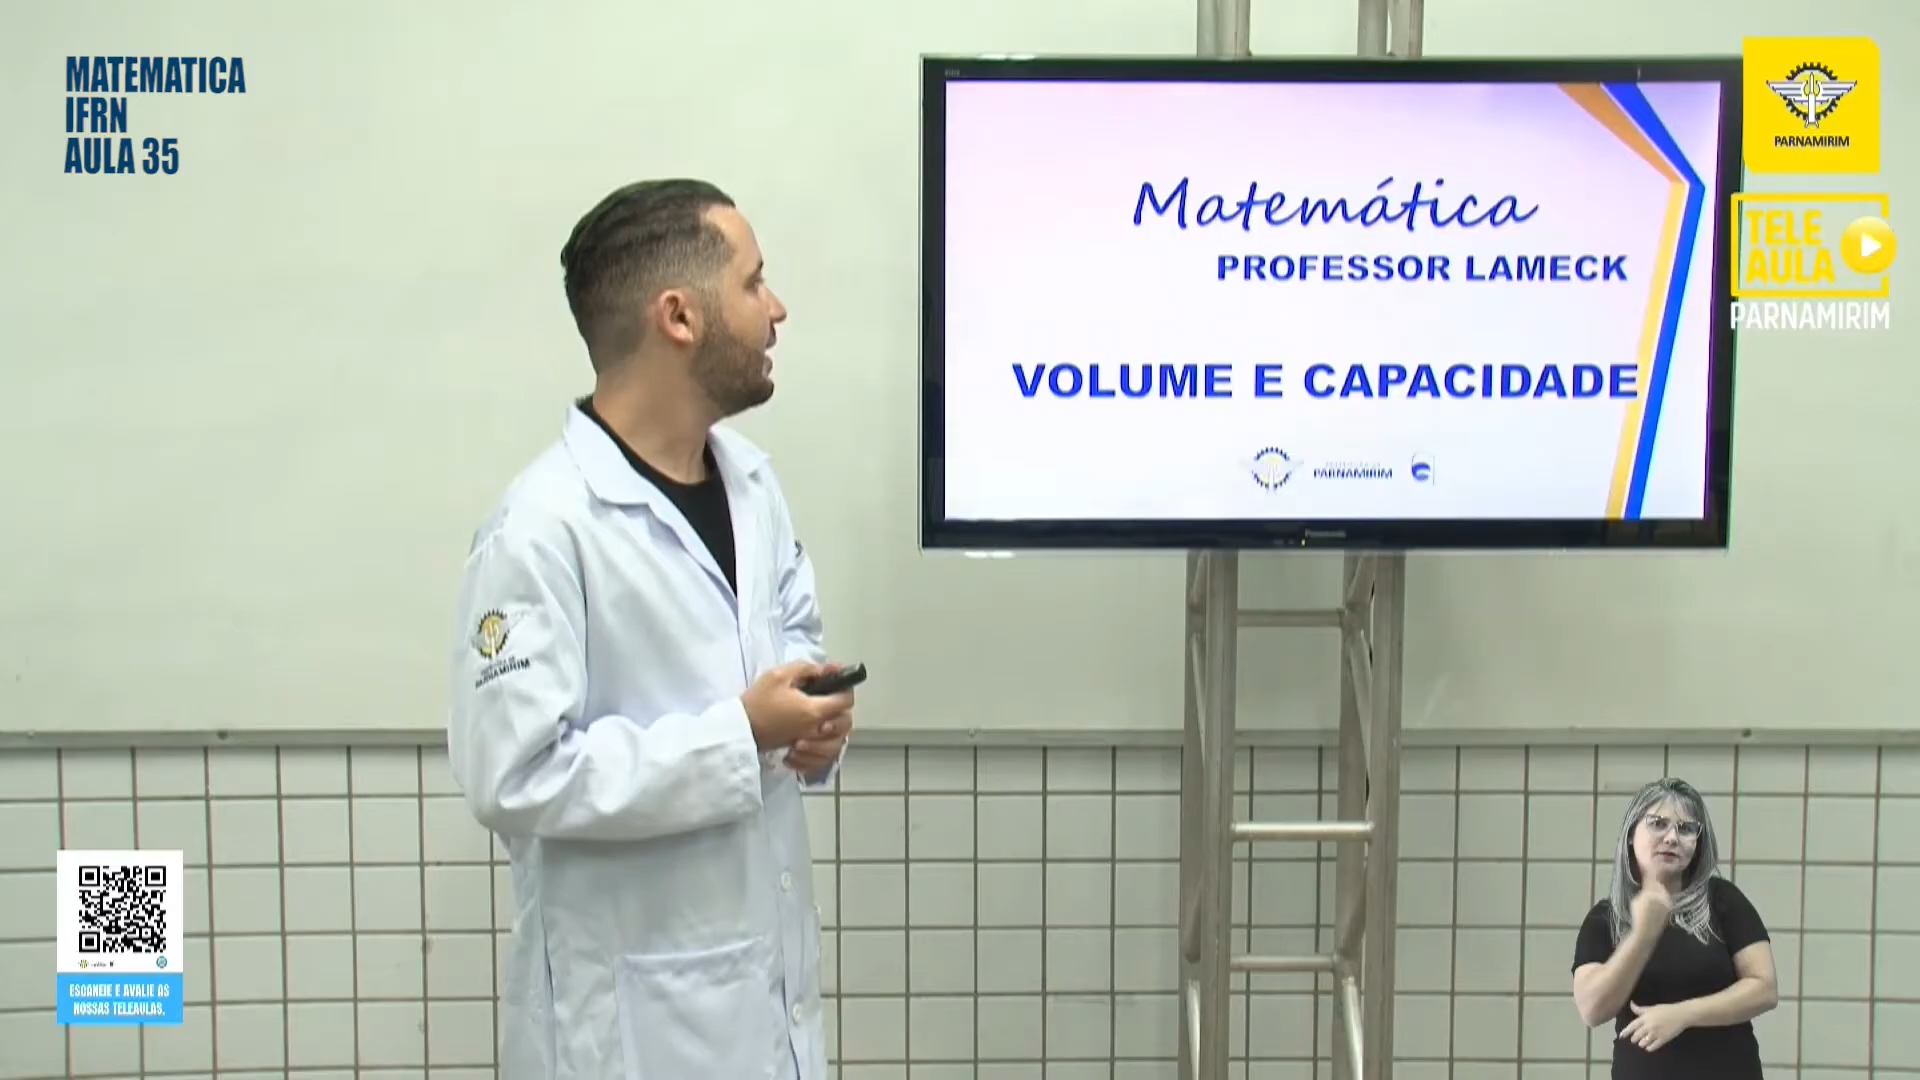 MATEMATICA
IFRN
AULA 35
Matemática
PROFESSOR LAMECK
VOLUME E CAPACIDADE
PARNAMIRIM
PARNAMIRIM
TELE
AULA
PARNAMIRIM
PARNAMIRIM
ESCANEIE E AVALIE AS
NOSSAS TELEAULAS.